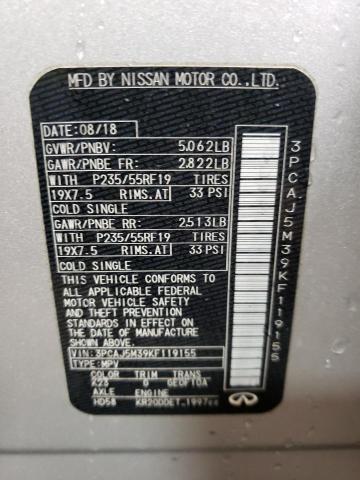 MFD BY NISSAN MOTOR CO.,LTD.
DATE: 08/18
GVWR/PNBV: 5,062LB
GAWR/PNBE FR: 2,822LB
WITH P235/55RF19 TIRES
19X7.5 RIMS,AT 33 PSI
COLD SINGLE
GAWR/PNBE RR: 2,513LB
WITH P235/55RF19 TIRES
19X7.5 RIMS,AT 33 PSI
COLD SINGLE
THIS VEHICLE CONFORMS TO
ALL APPLICABLE FEDERAL
MOTOR VEHICLE SAFETY
AND THEFT PREVENTION
STANDARDS IN EFFECT ON
THE DATE OF MANUFACTURE
SHOWN ABOVE.
VIN: 3PCAJ5M39KF119155
TYPE: MPV
COLOR TRIM TRANS
K23 G GEOF10A
AXLE ENGINE
HD58 KR20DDET 1997cc
3PCAJ5M39KF119155